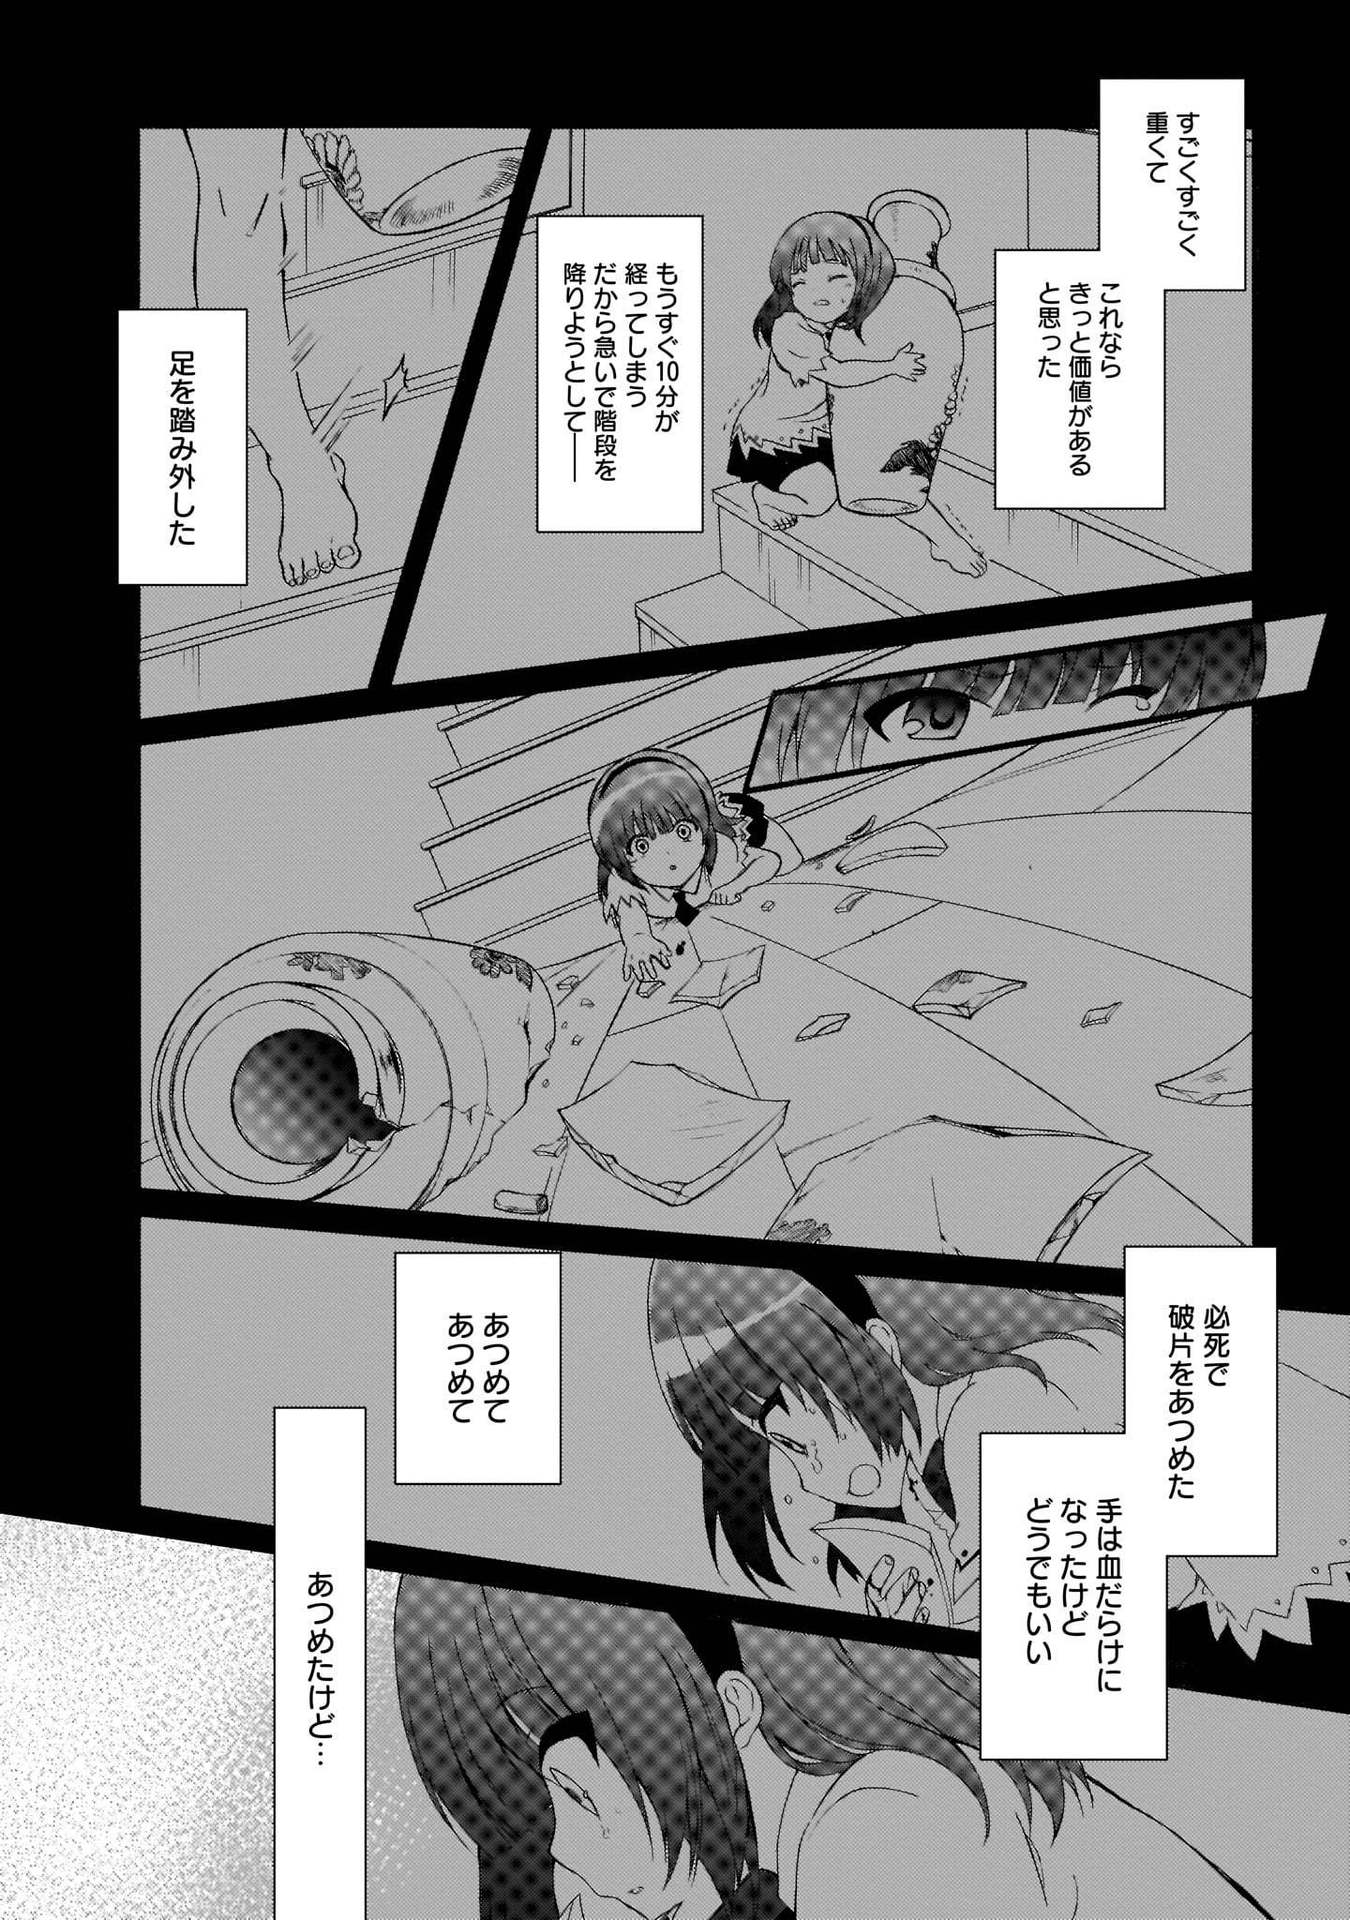 すごくすごく
重くて
これなら
きっと価値がある
と思った
もうすぐ10分が
経ってしまう
だから急いで階段を
降りようとして――
足を踏み外した
必死で
破片をあつめた
手は血だらけに
なったけど
どうでもいい
あつめて
あつめて
あつめたけど…